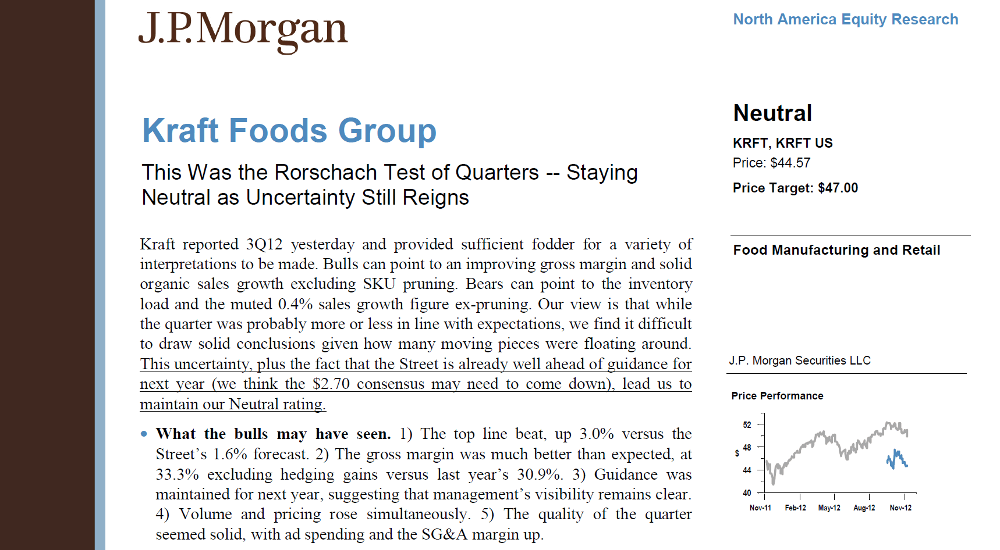 J.P.Morgan
North America Equity Research
Kraft Foods Group
This Was the Rorschach Test of Quarters -- Staying
Neutral as Uncertainty Still Reigns
Kraft reported 3Q12 yesterday and provided sufficient fodder for a variety of
interpretations to be made. Bulls can point to an improving gross margin and solid
organic sales growth excluding SKU pruning. Bears can point to the inventory
load and the muted 0.4% sales growth figure ex-pruning. Our view is that while
the quarter was probably more or less in line with expectations, we find it difficult
to draw solid conclusions given how many moving pieces were floating around.
This uncertainty, plus the fact that the Street is already well ahead of guidance for
next year (we think the $2.70 consensus may need to come down), lead us to
maintain our Neutral rating.
• What the bulls may have seen. 1) The top line beat, up 3.0% versus the
Street’s 1.6% forecast. 2) The gross margin was much better than expected, at
33.3% excluding hedging gains versus last year’s 30.9%. 3) Guidance was
maintained for next year, suggesting that management’s visibility remains clear.
4) Volume and pricing rose simultaneously. 5) The quality of the quarter
seemed solid, with ad spending and the SG&A margin up.
Neutral
KRFT, KRFT US
Price: $44.57
Price Target: $47.00
Food Manufacturing and Retail
J.P. Morgan Securities LLC
Price Performance
52
48
$
44
40
Nov-11 Feb-12 May-12 Aug-12 Nov-12